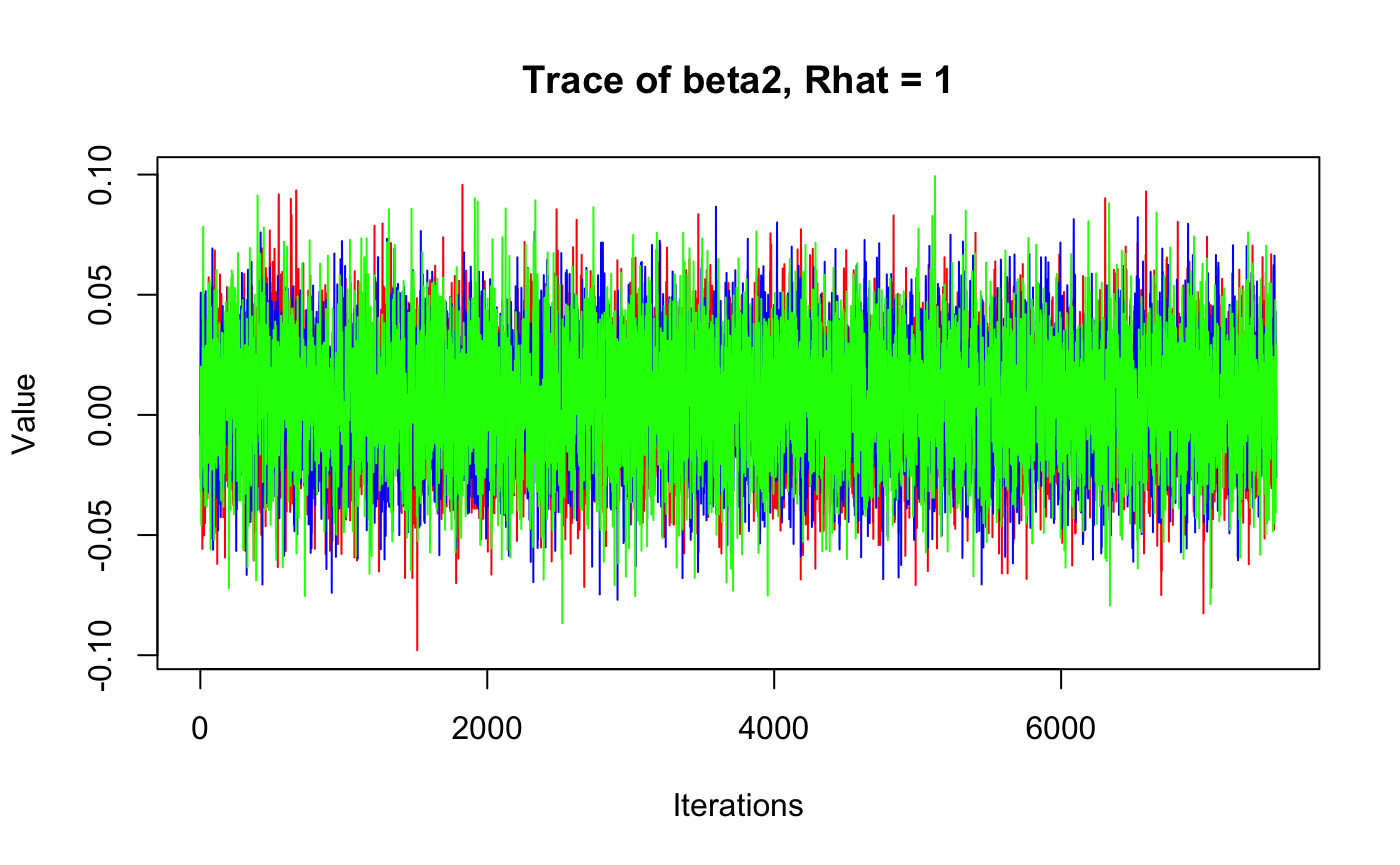 Trace of beta2, Rhat = 1
0.10
0.05
0.00
-0.05
-0.10
Value
0 2000 4000 6000
Iterations